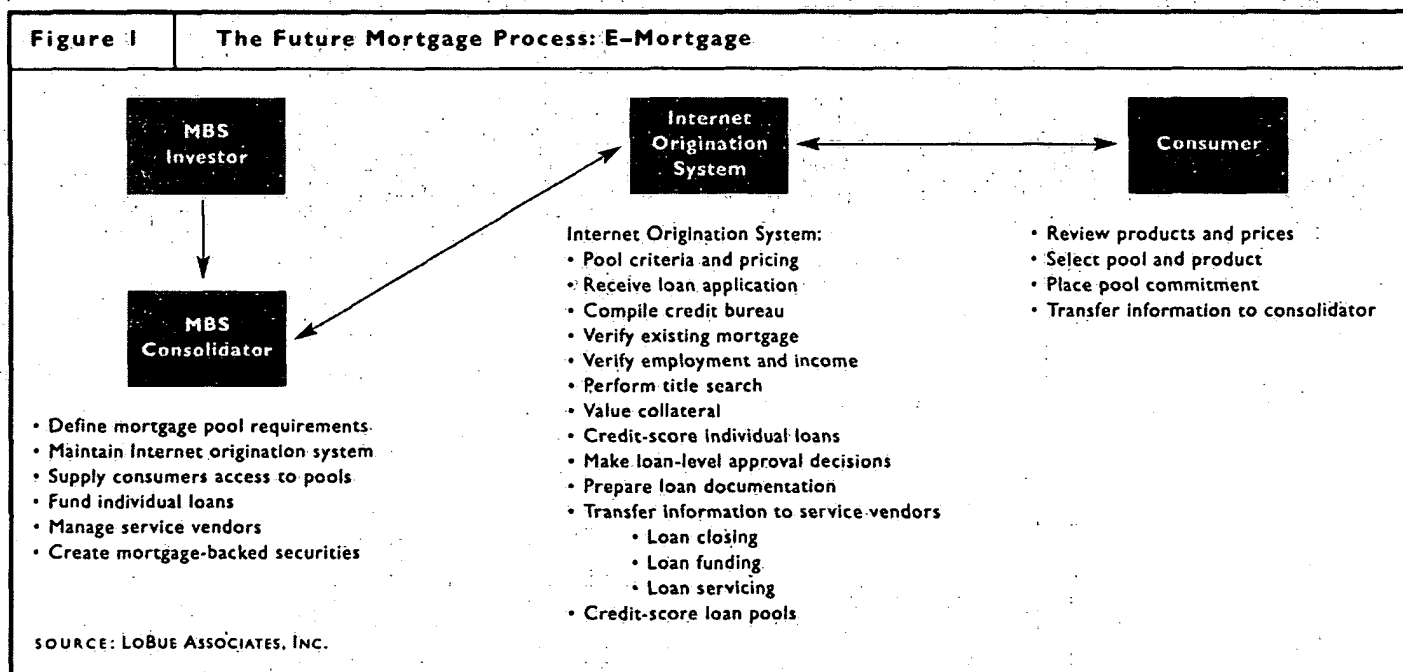 Figure 1
The Future Mortgage Process: E–Mortgage
MBS
Investor
MBS
Consolidator
• Define mortgage pool requirements
• Maintain Internet origination system
• Supply consumers access to pools
• Fund individual loans
• Manage service vendors
• Create mortgage-backed securities
Internet
Origination
System
Internet Origination System:
• Pool criteria and pricing
• Receive loan application
• Compile credit bureau
• Verify existing mortgage
• Verify employment and income
• Perform title search
• Value collateral
• Credit-score individual loans
• Make loan-level approval decisions
• Prepare loan documentation
• Transfer information to service vendors
• Loan closing
• Loan funding
• Loan servicing
• Credit-score loan pools
Consumer
• Review products and prices
• Select pool and product
• Place pool commitment
• Transfer information to consolidator
SOURCE: LOBUE ASSOCIATES, INC.